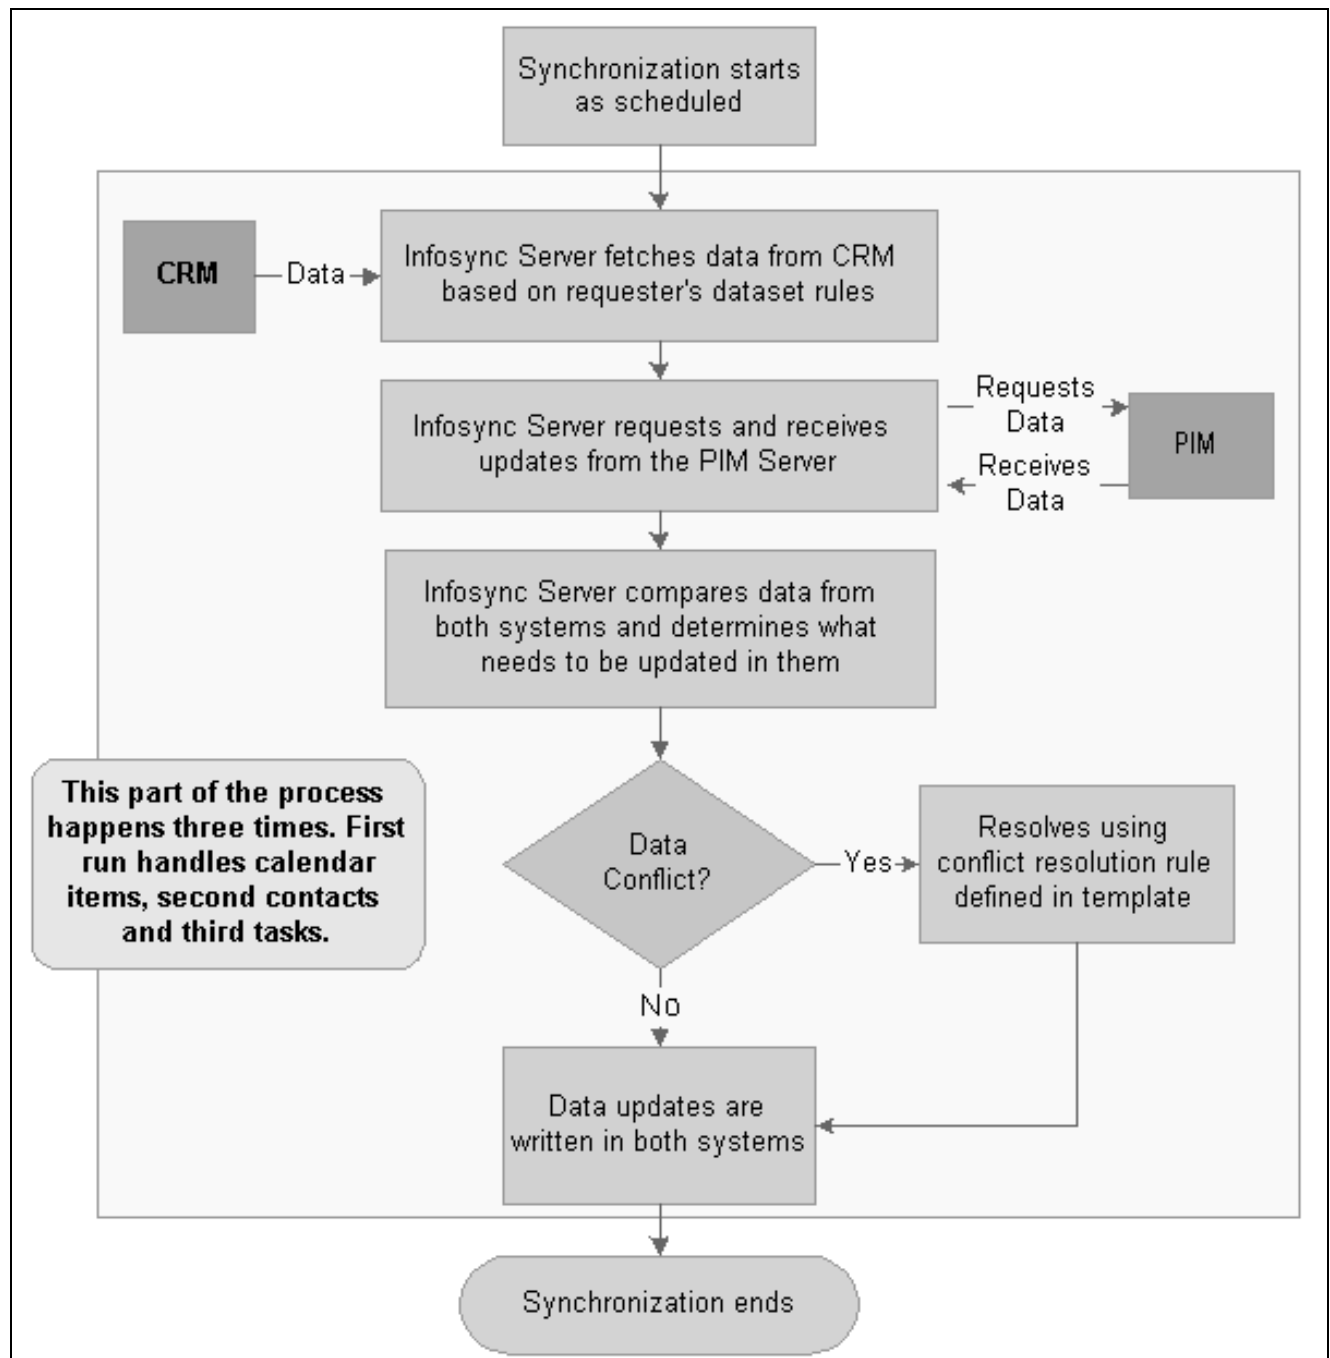 Synchronization starts
as scheduled
CRM
Data
Infosync Server fetches data from CRM
based on requester's dataset rules
Infosync Server requests and receives
updates from the PIM Server
Requests
Data
Receives
Data
PIM
Infosync Server compares data from
both systems and determines what
needs to be updated in them
This part of the process
happens three times. First
run handles calendar
items, second contacts
and third tasks.
Data
Conflict?
Yes
Resolves using
conflict resolution rule
defined in template
No
Data updates are
written in both systems
Synchronization ends